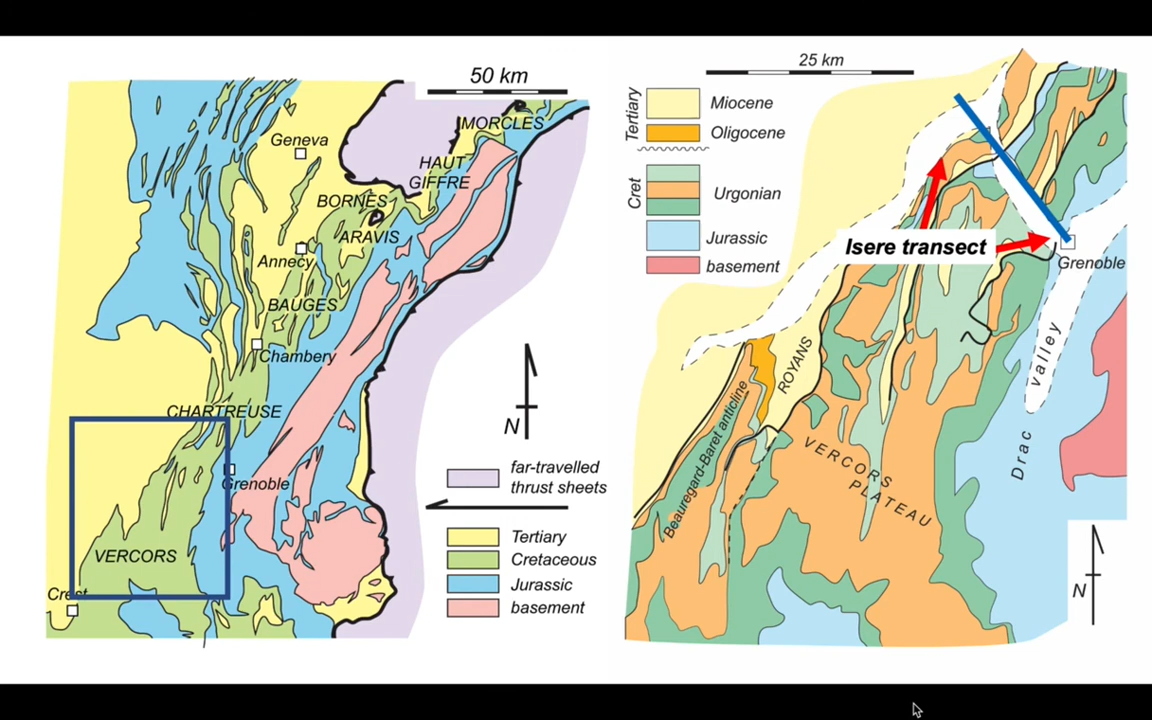 50 km
MORCLES
Geneva
HAUT
GIFFRE
BORNES
ARAVIS
Annecy
BAUGES
Chambery
CHARTREUSE
N
Grenoble
VERCORS
Crest
far-travelled
thrust sheets
Tertiary
Cretaceous
Jurassic
basement
25 km
Tertiary
Miocene
Oligocene
Cret
Urgonian
Jurassic
basement
Isere transect
Grenoble
ROYANS
Beauregard-Baret anticline
VERCORS
PLATEAU
Drac valley
N